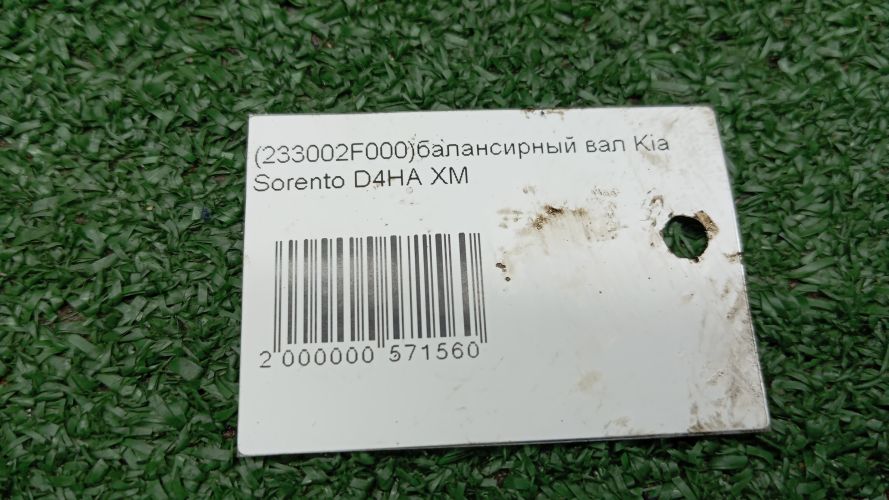 (233002F000)балансирный вал Kia
Sorento D4HA XM
2 000000 571560